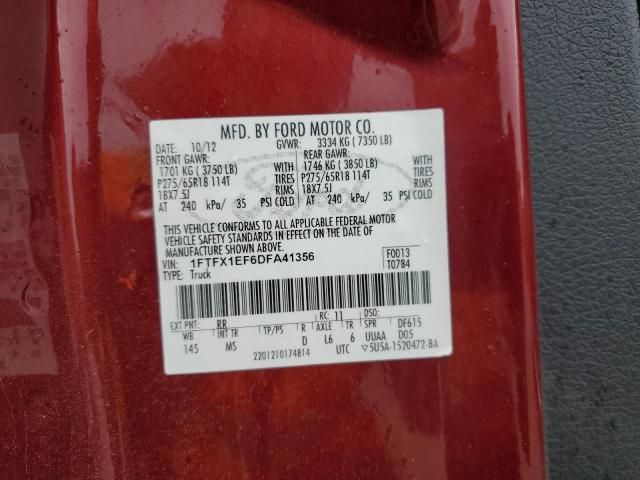 MFD. BY FORD MOTOR CO.
DATE: 10/12 GVWR: 3334 KG ( 7350 LB)
FRONT GAWR: REAR GAWR:
1701 KG ( 3750 LB) WITH 1746 KG ( 3850 LB) WITH
P275/65R18 114T TIRES P275/65R18 114T TIRES
18X7.5J RIMS 18X7.5J RIMS
AT 240 kPa/ 35 PSI COLD AT 240 kPa/ 35 PSI COLD
Ford
THIS VEHICLE CONFORMS TO ALL APPLICABLE FEDERAL MOTOR
VEHICLE SAFETY STANDARDS IN EFFECT ON THE DATE OF
MANUFACTURE SHOWN ABOVE.
VIN: 1FTFX1EF6DFA41356 F0013
TYPE: Truck T0784
EXT PNT: RR RC: 11 DSO:
WB INT TR TP/PS R AXLE TR SPR DF615
145 MS D L6 6 UUAA D05
2201210174814 UTC ▽5U5A-1520472-BA